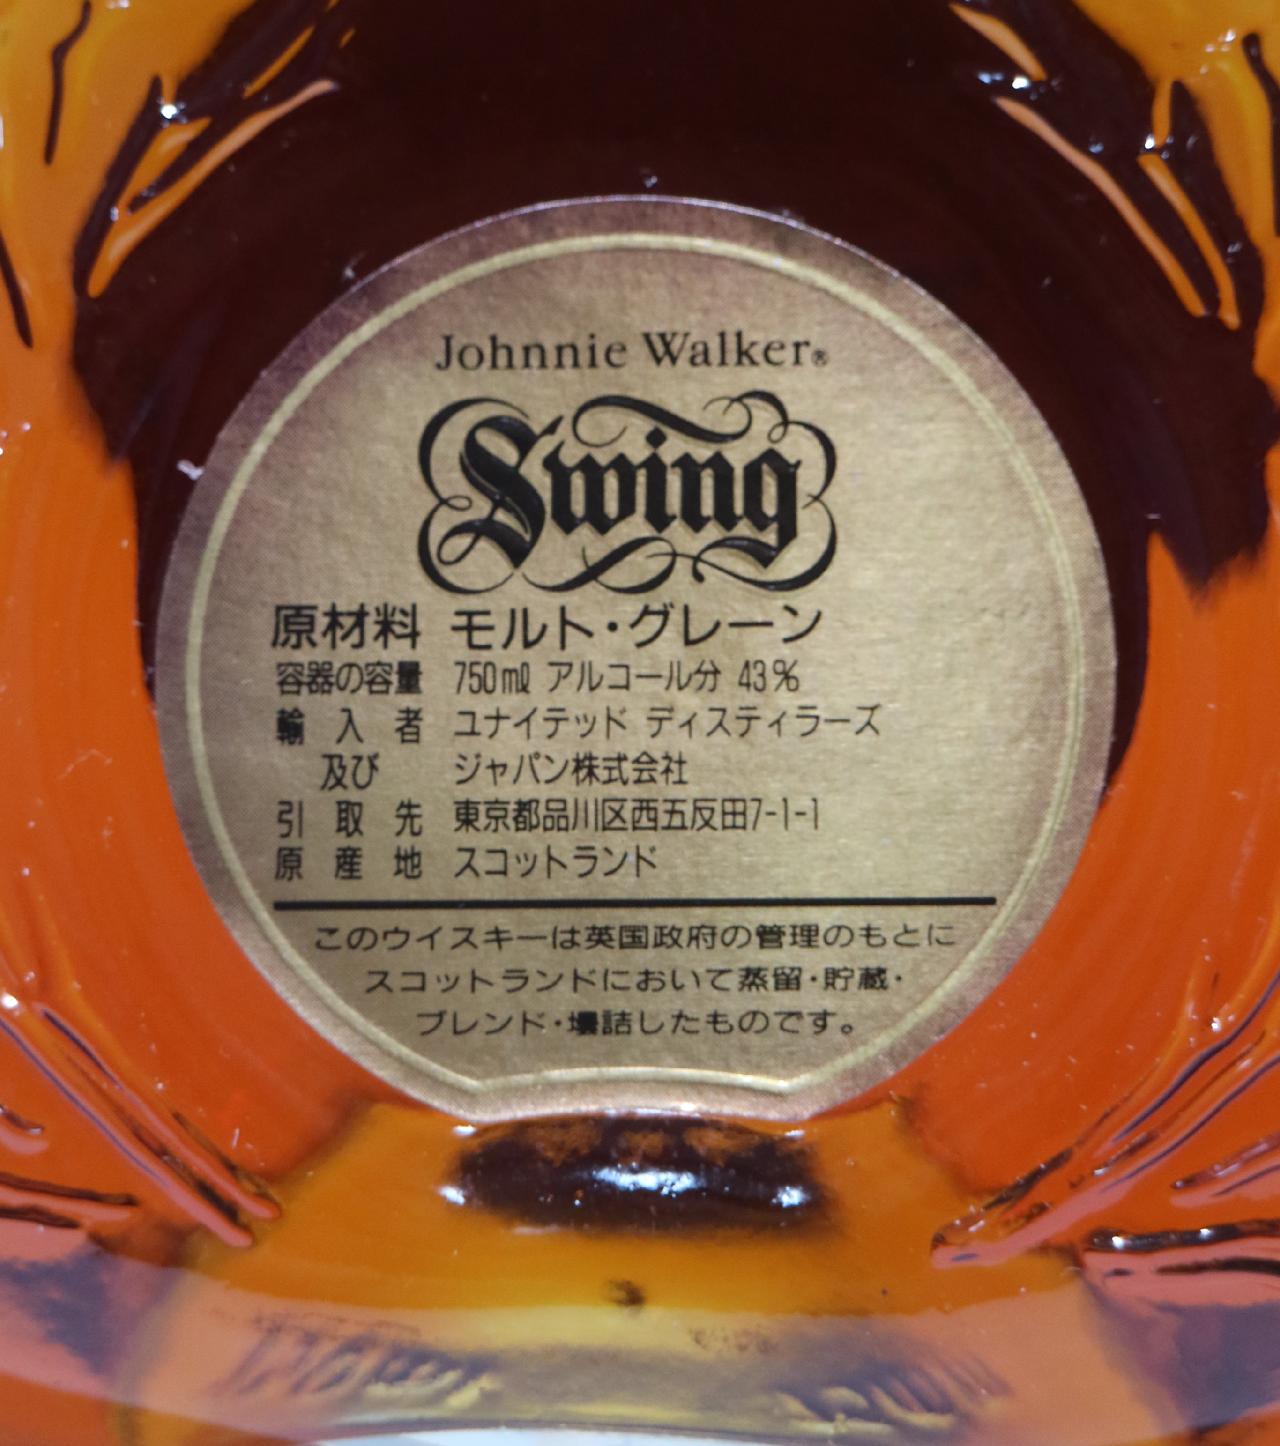 Johnnie Walker®
Swing
原材料 モルト・グレーン
容器の容量 750mℓ アルコール分 43%
輸入者 ユナイテッド ディスティラーズ
及び ジャパン株式会社
引取先 東京都品川区西五反田7-1-1
原産地 スコットランド
このウイスキーは英国政府の管理のもとに
スコットランドにおいて蒸留・貯蔵・
ブレンド・壜詰したものです。